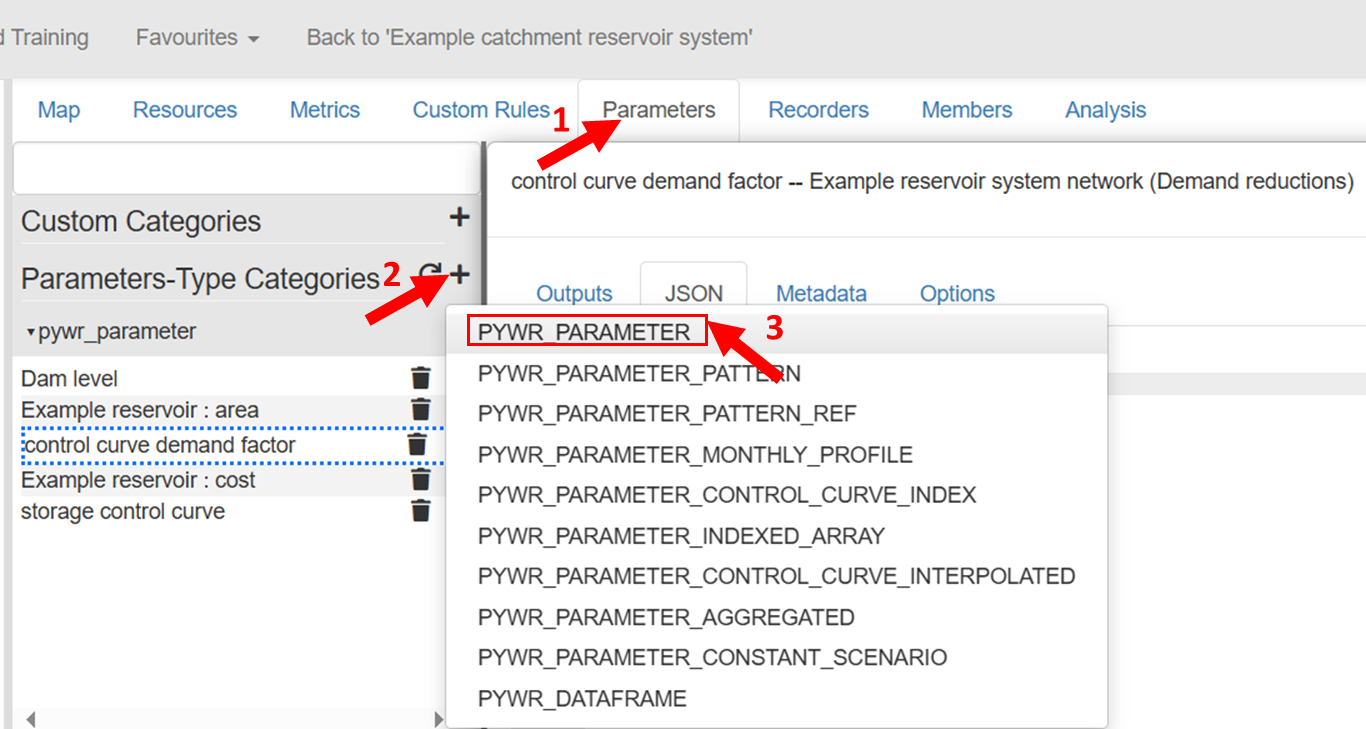 d Training Favourites Back to 'Example catchment reservoir system'
Map Resources Metrics Custom Rules Parameters Recorders Members Analysis
1
control curve demand factor -- Example reservoir system network (Demand reductions)
Custom Categories +
Parameters-Type Categories 2 +
Outputs JSON Metadata Options
pywr_parameter
PYWR_PARAMETER 3
Dam level
PYWR_PARAMETER_PATTERN
Example reservoir : area
PYWR_PARAMETER_PATTERN_REF
control curve demand factor
PYWR_PARAMETER_MONTHLY_PROFILE
Example reservoir : cost
PYWR_PARAMETER_CONTROL_CURVE_INDEX
storage control curve
PYWR_PARAMETER_INDEXED_ARRAY
PYWR_PARAMETER_CONTROL_CURVE_INTERPOLATED
PYWR_PARAMETER_AGGREGATED
PYWR_PARAMETER_CONSTANT_SCENARIO
PYWR_DATAFRAME